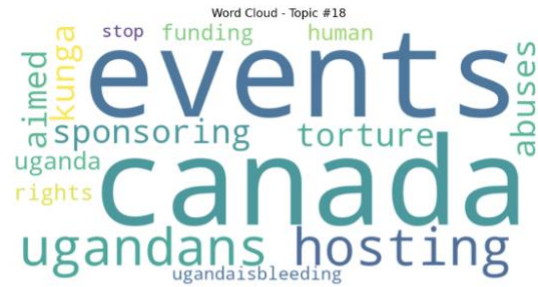 Word Cloud - Topic #18
stop funding human
aimed kunga events abuses
sponsoring torture
uganda canada
rights
ugandans hosting
ugandaisbleeding